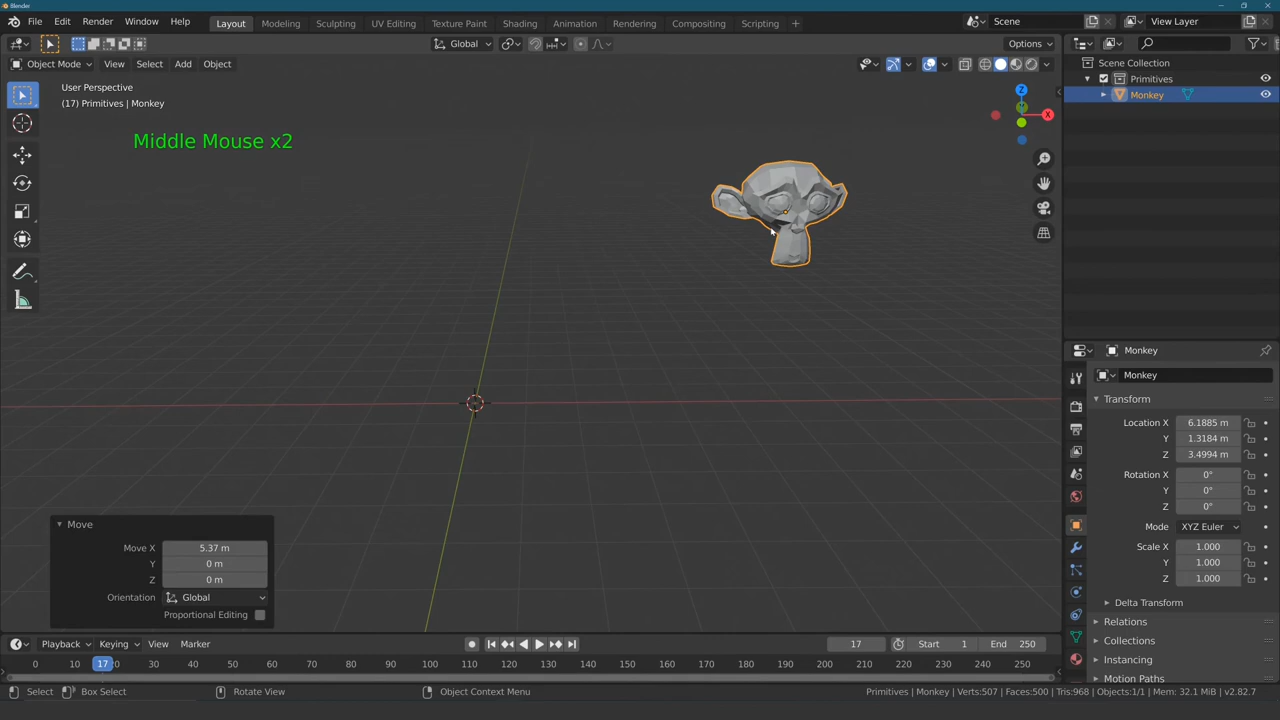 Blender
File Edit Render Window Help
Layout Modeling Sculpting UV Editing Texture Paint Shading Animation Rendering Compositing Scripting +
Scene
View Layer
Global
Options
Object Mode View Select Add Object
User Perspective
(17) Primitives | Monkey
Middle Mouse x2
Z
X
Scene Collection
Primitives
Monkey
Monkey
Monkey
Transform
Location X 6.1885 m
Y 1.3184 m
Z 3.4994 m
Rotation X 0°
Y 0°
Z 0°
Mode XYZ Euler
Scale X 1.000
Y 1.000
Z 1.000
Delta Transform
Relations
Collections
Instancing
Motion Paths
Move
Move X 5.37 m
Y 0 m
Z 0 m
Orientation Global
Proportional Editing
Playback Keying View Marker
17
Start 1
End 250
0 10 17 30 40 50 60 70 80 90 100 110 120 130 140 150 160 170 180 190 200 210 220 230 240 250
Select Box Select Rotate View Object Context Menu
Primitives | Monkey | Verts:507 | Faces:500 | Tris:968 | Objects:1/1 | Mem: 32.1 MiB | v2.82.7